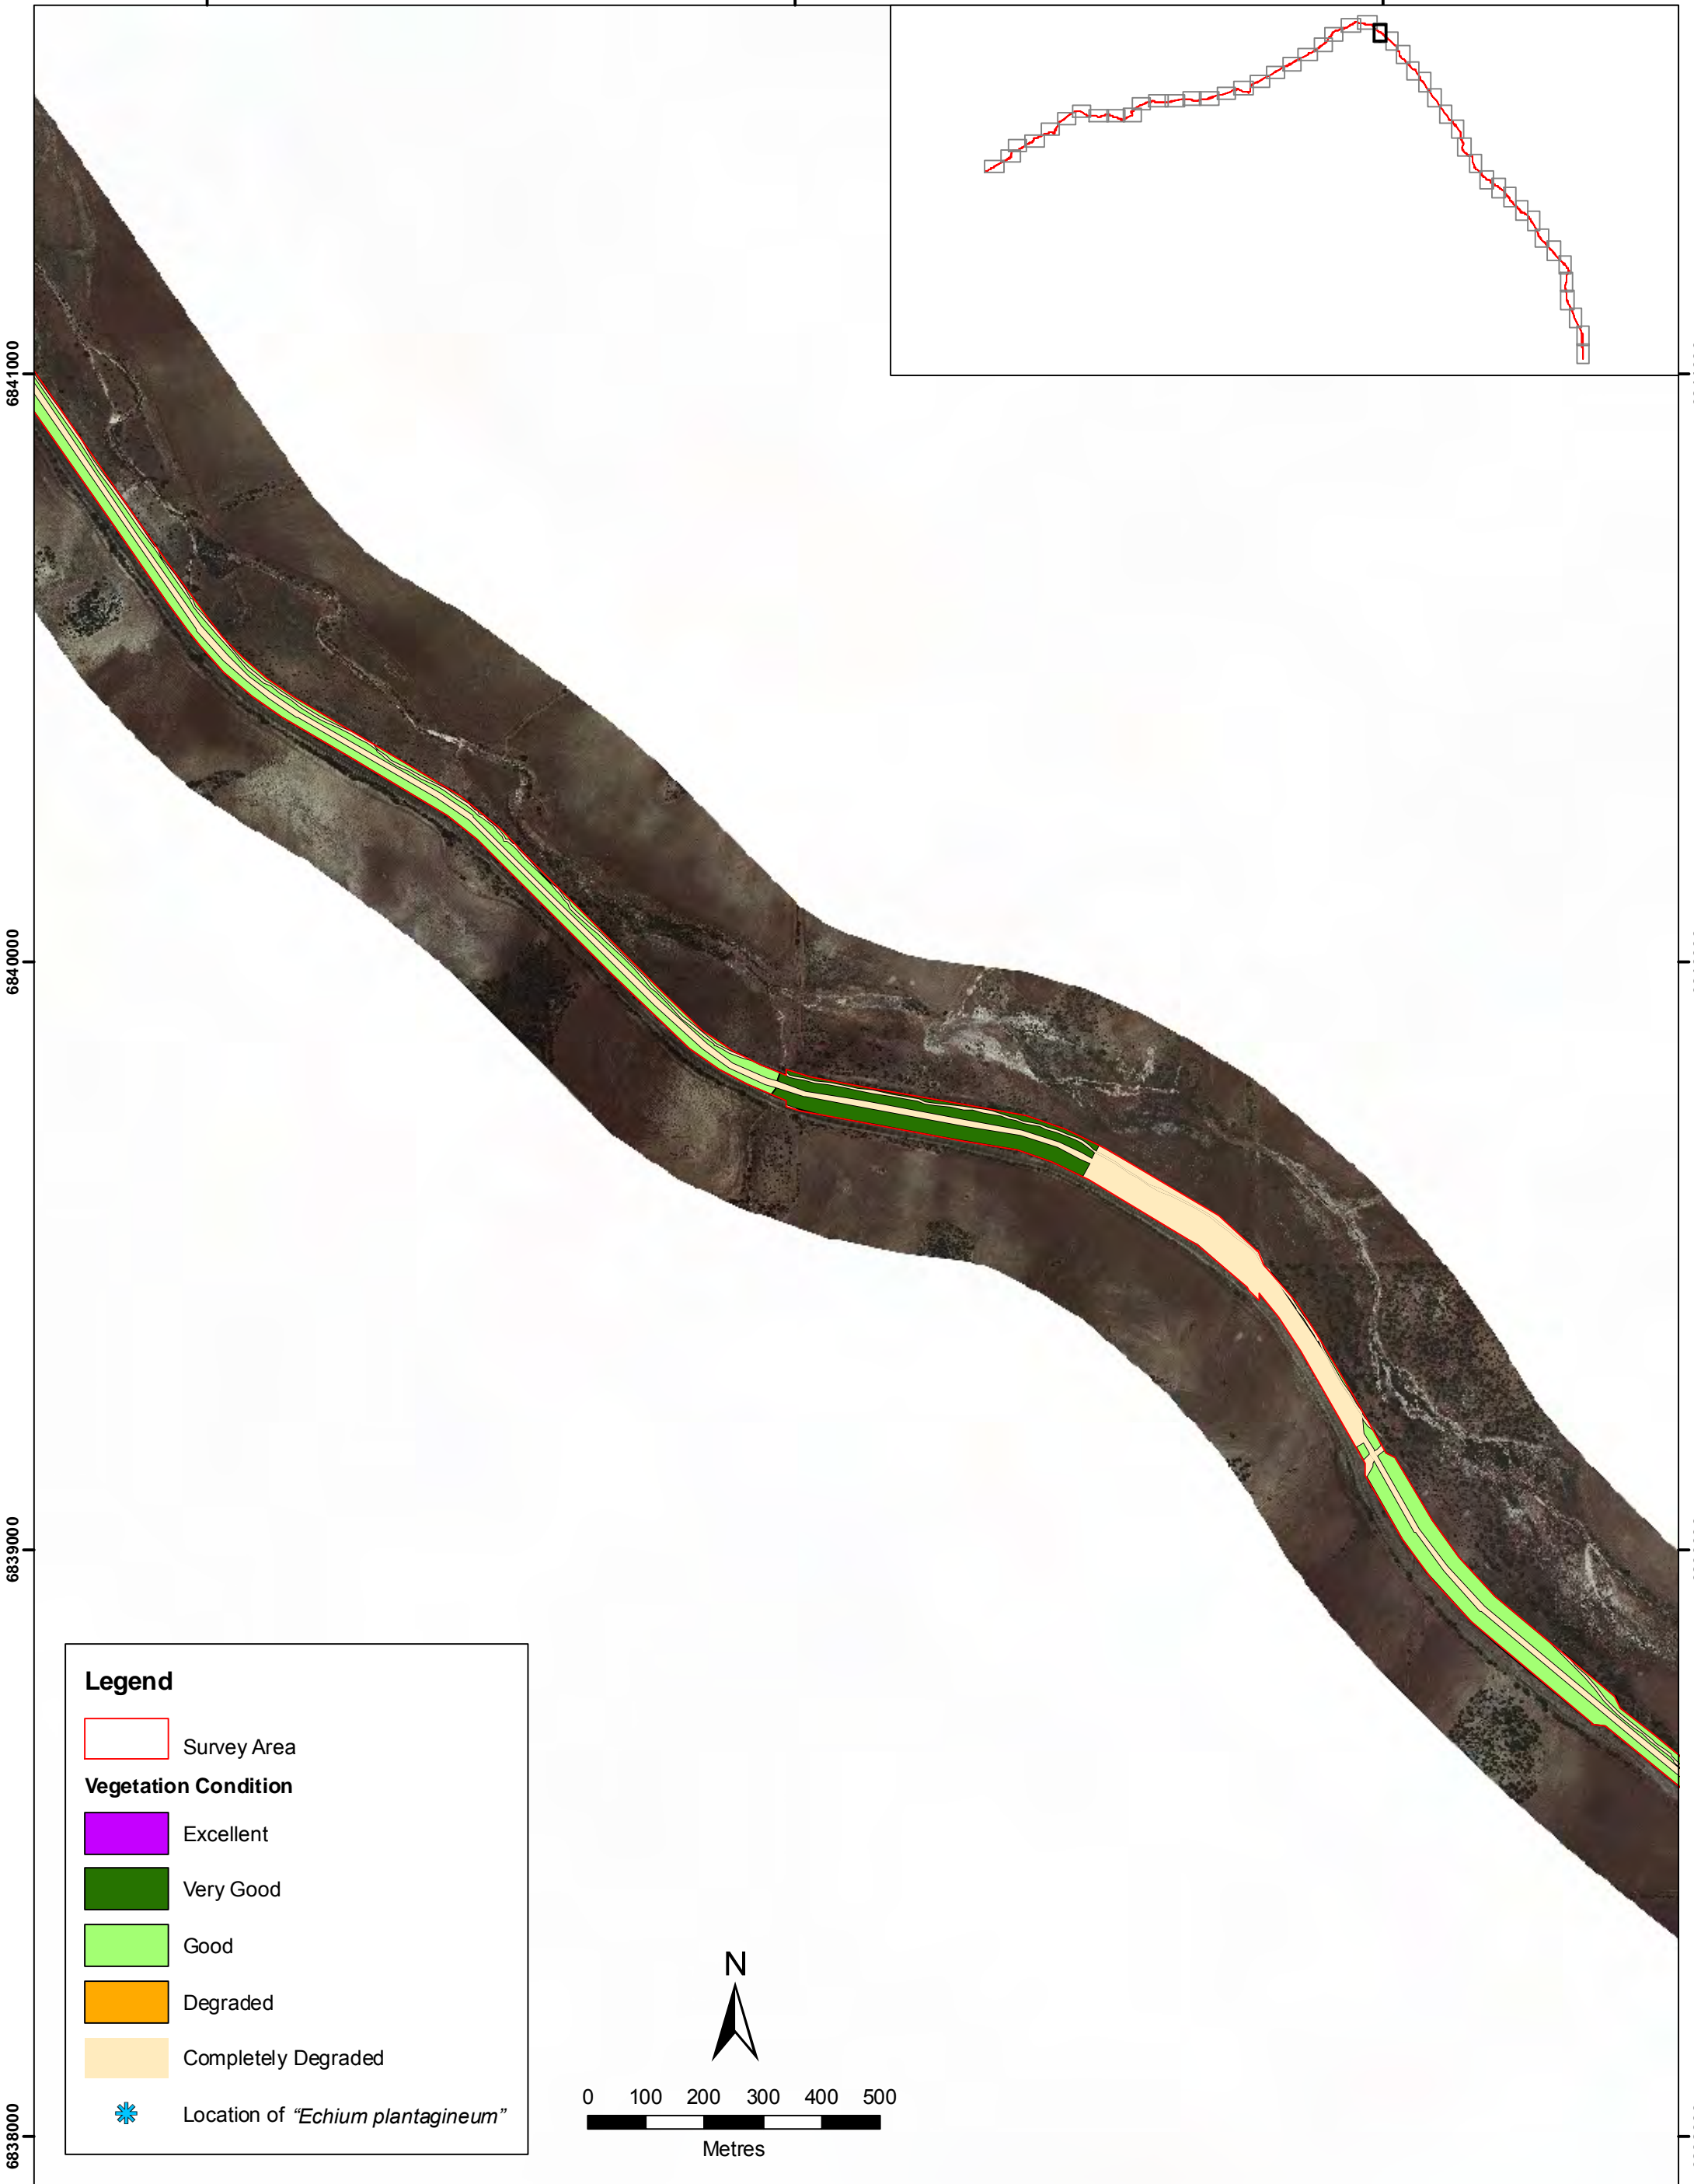 6841000
6840000
6839000
6838000
Legend
Survey Area
Vegetation Condition
Excellent
Very Good
Good
Degraded
Completely Degraded
Location of “Echium plantagineum”
N
0 100 200 300 400 500
Metres